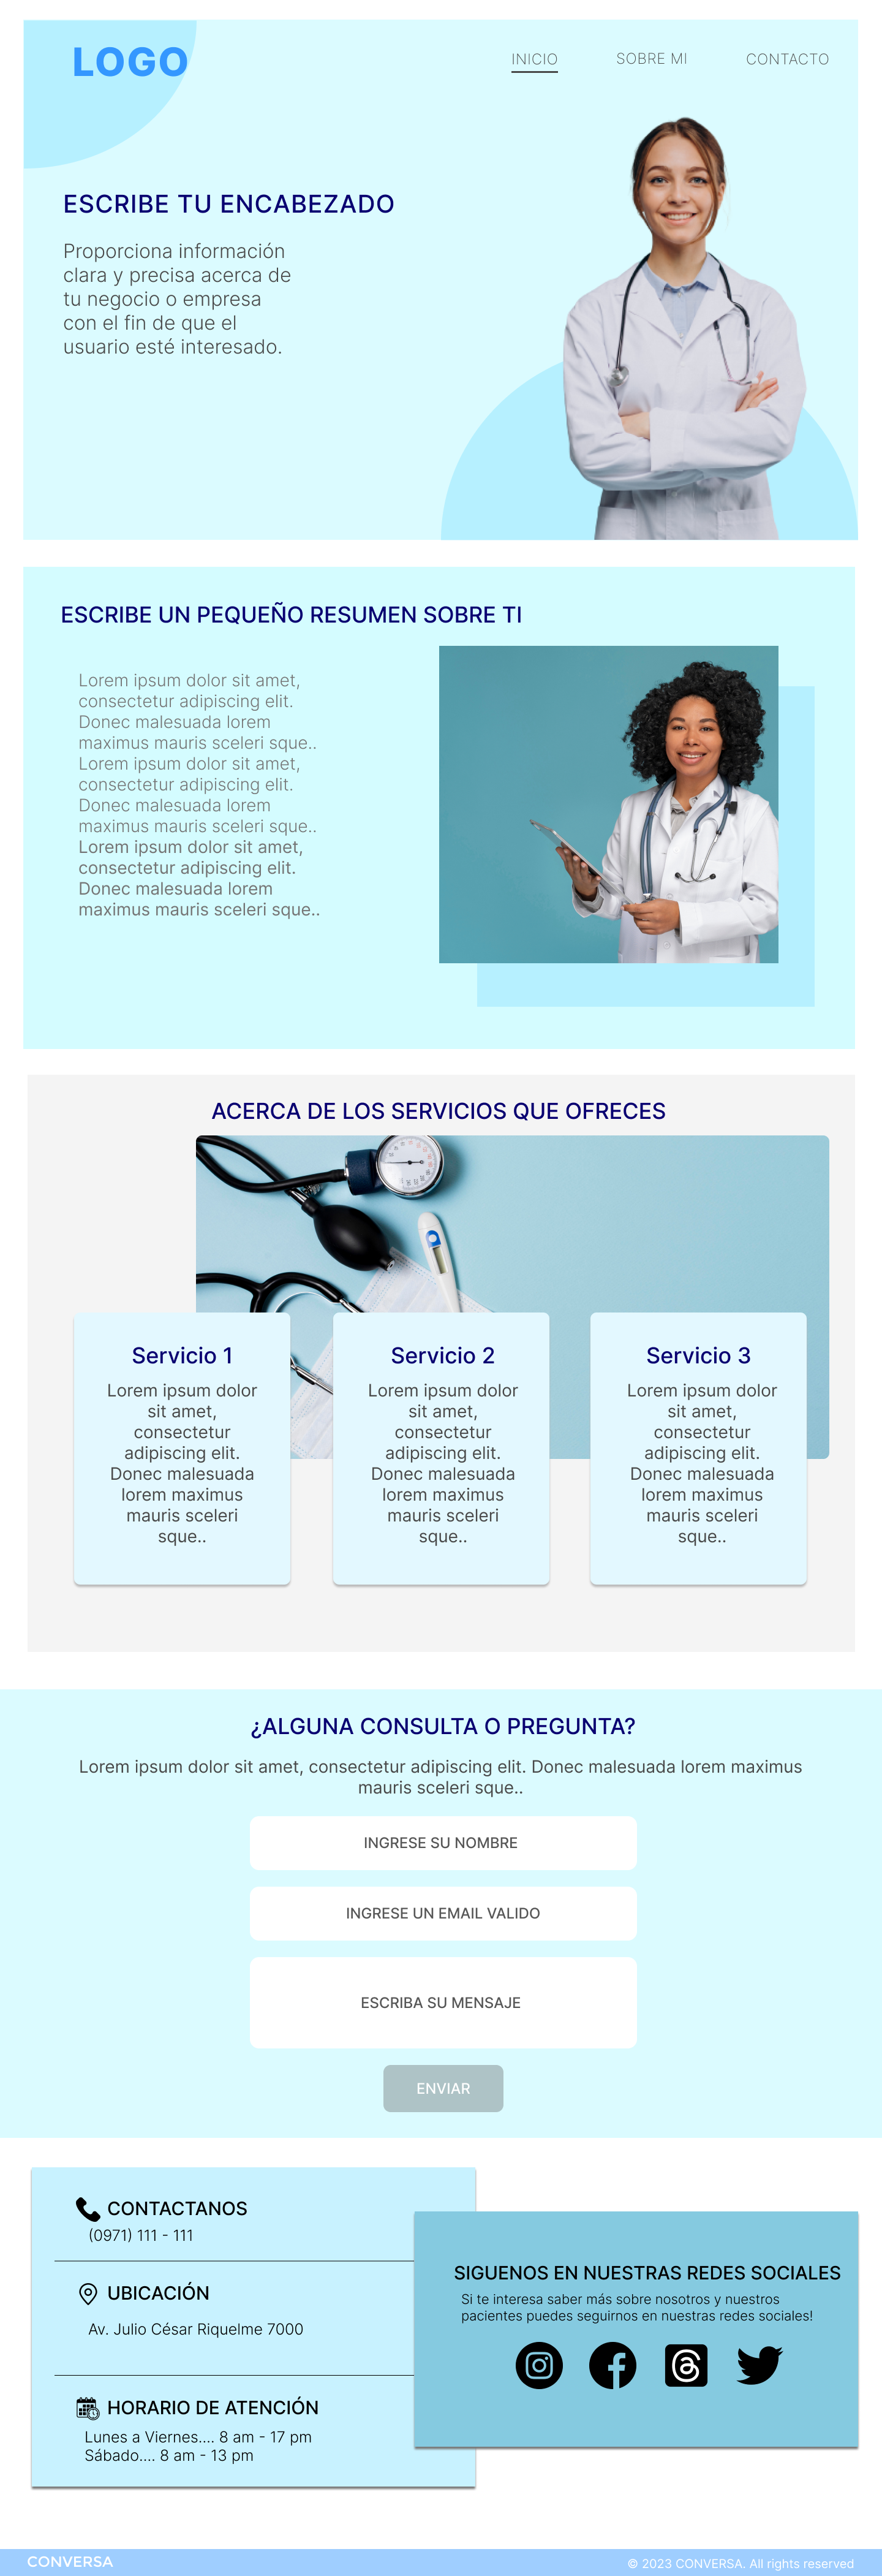 LOGO
INICIO
SOBRE MI
CONTACTO
ESCRIBE TU ENCABEZADO
Proporciona información
clara y precisa acerca de
tu negocio o empresa
con el fin de que el
usuario esté interesado.
ESCRIBE UN PEQUEÑO RESUMEN SOBRE TI
Lorem ipsum dolor sit amet,
consectetur adipiscing elit.
Donec malesuada lorem
maximus mauris sceleri sque..
Lorem ipsum dolor sit amet,
consectetur adipiscing elit.
Donec malesuada lorem
maximus mauris sceleri sque..
Lorem ipsum dolor sit amet,
consectetur adipiscing elit.
Donec malesuada lorem
maximus mauris sceleri sque..
ACERCA DE LOS SERVICIOS QUE OFRECES
Servicio 1
Lorem ipsum dolor
sit amet,
consectetur
adipiscing elit.
Donec malesuada
lorem maximus
mauris sceleri
sque..
Servicio 2
Lorem ipsum dolor
sit amet,
consectetur
adipiscing elit.
Donec malesuada
lorem maximus
mauris sceleri
sque..
Servicio 3
Lorem ipsum dolor
sit amet,
consectetur
adipiscing elit.
Donec malesuada
lorem maximus
mauris sceleri
sque..
¿ALGUNA CONSULTA O PREGUNTA?
Lorem ipsum dolor sit amet, consectetur adipiscing elit. Donec malesuada lorem maximus
mauris sceleri sque..
INGRESE SU NOMBRE
INGRESE UN EMAIL VALIDO
ESCRIBA SU MENSAJE
ENVIAR
CONTACTANOS
(0971) 111 - 111
UBICACIÓN
Av. Julio César Riquelme 7000
HORARIO DE ATENCIÓN
Lunes a Viernes.... 8 am - 17 pm
Sábado.... 8 am - 13 pm
SIGUENOS EN NUESTRAS REDES SOCIALES
Si te interesa saber más sobre nosotros y nuestros
pacientes puedes seguirnos en nuestras redes sociales!
CONVERSA
© 2023 CONVERSA. All rights reserved